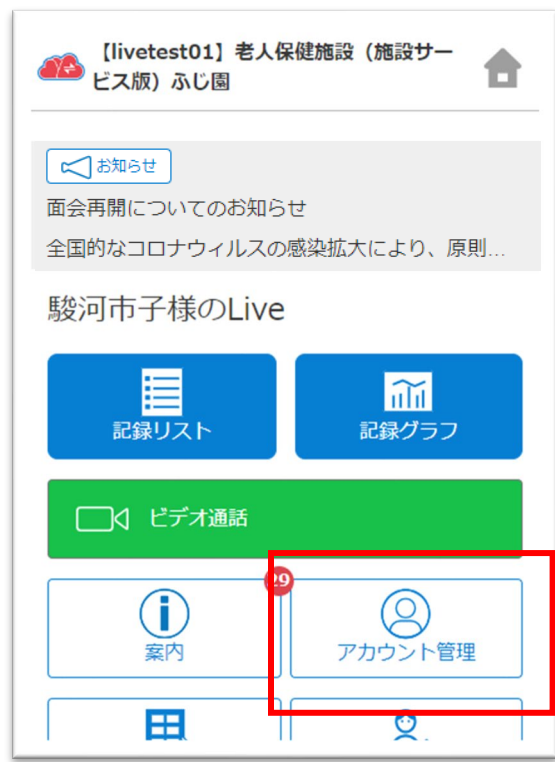 【livetest01】老人保健施設（施設サー
ビス版）ふじ園
お知らせ
面会再開についてのお知らせ
全国的なコロナウィルスの感染拡大により、原則...
駿河市子様のLive
記録リスト
記録グラフ
ビデオ通話
29
案内
アカウント管理